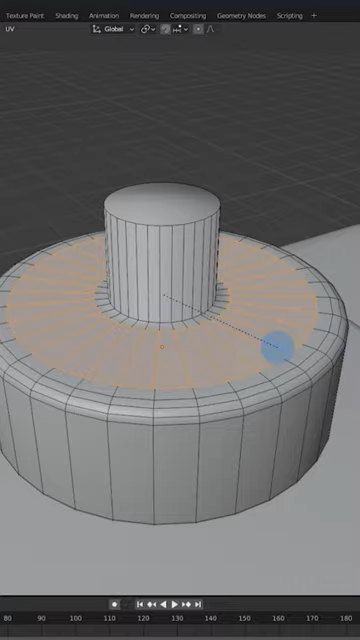 Texture Paint Shading Animation Rendering Compositing Geometry Nodes Scripting +
UV Global
80 90 100 110 120 130 140 150 160 170 180